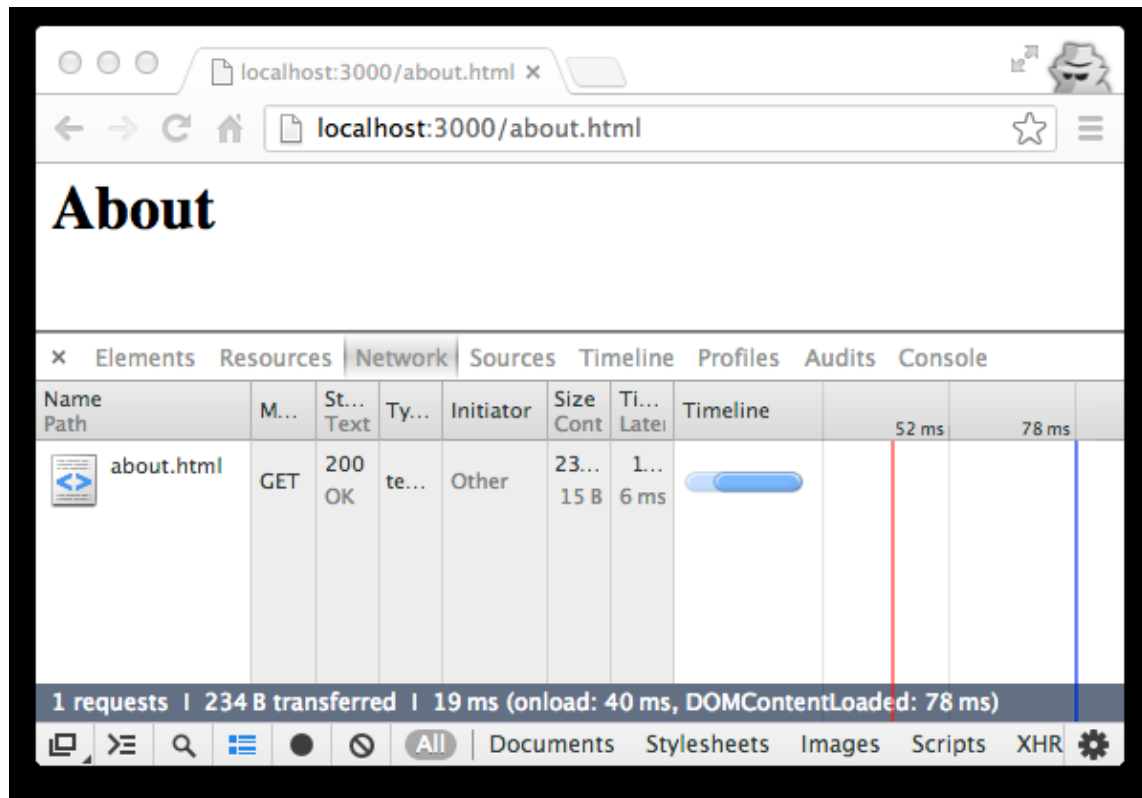 localhost:3000/about.html ×
localhost:3000/about.html
About
× Elements Resources Network Sources Timeline Profiles Audits Console
Name Path M... St... Text Ty... Initiator Size Cont Ti... Later Timeline 52 ms 78 ms
about.html GET 200 OK te... Other 23... 15 B 1... 6 ms
1 requests | 234 B transferred | 19 ms (onload: 40 ms, DOMContentLoaded: 78 ms)
All Documents Stylesheets Images Scripts XHR